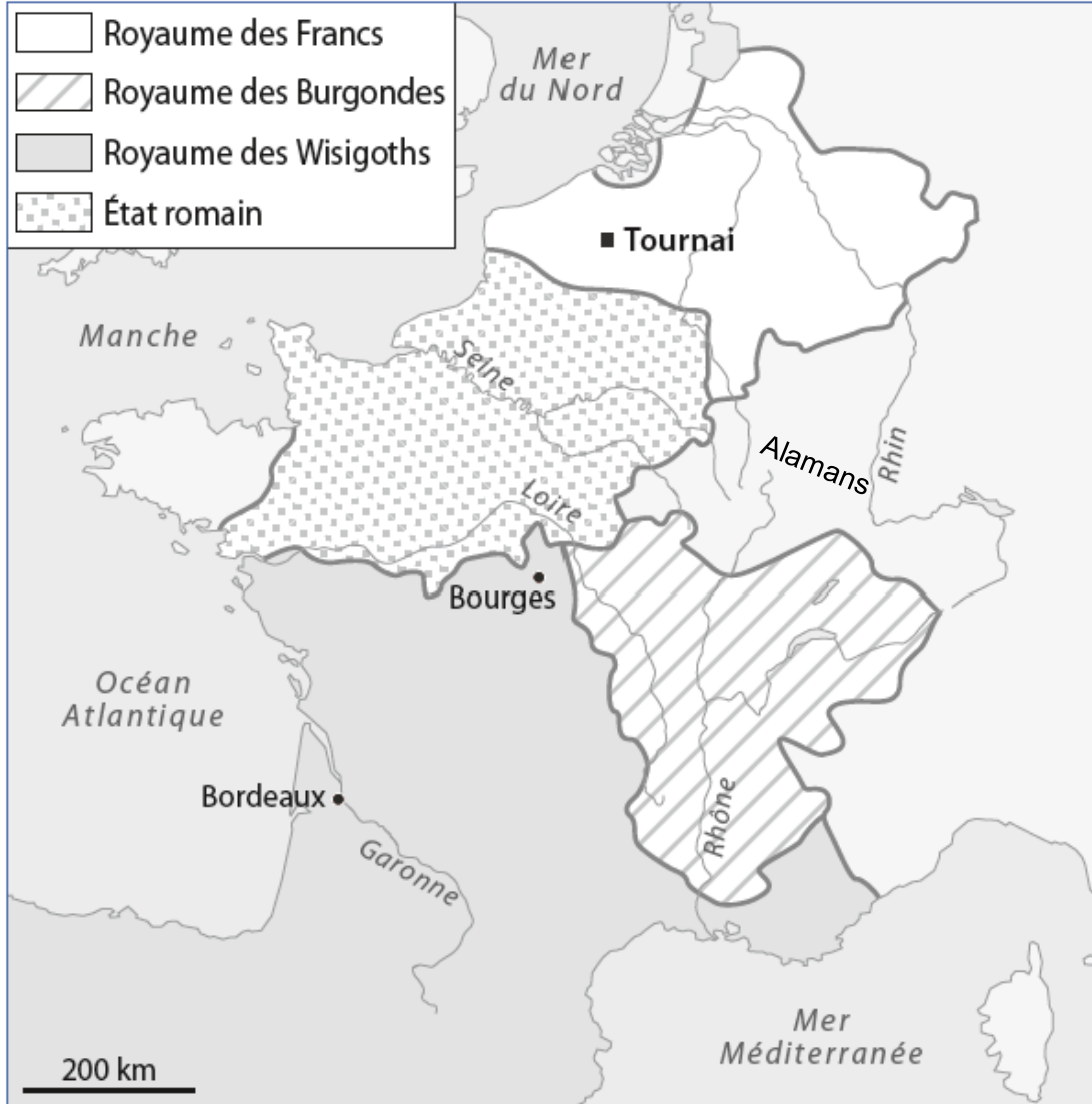 Royaume des Francs
Royaume des Burgondes
Royaume des Wisigoths
État romain
Mer
du Nord
Tournai
Manche
Seine
Alamans
Rhin
Loire
Bourges
Océan
Atlantique
Bordeaux
Rhône
Garonne
Mer
Méditerranée
200 km